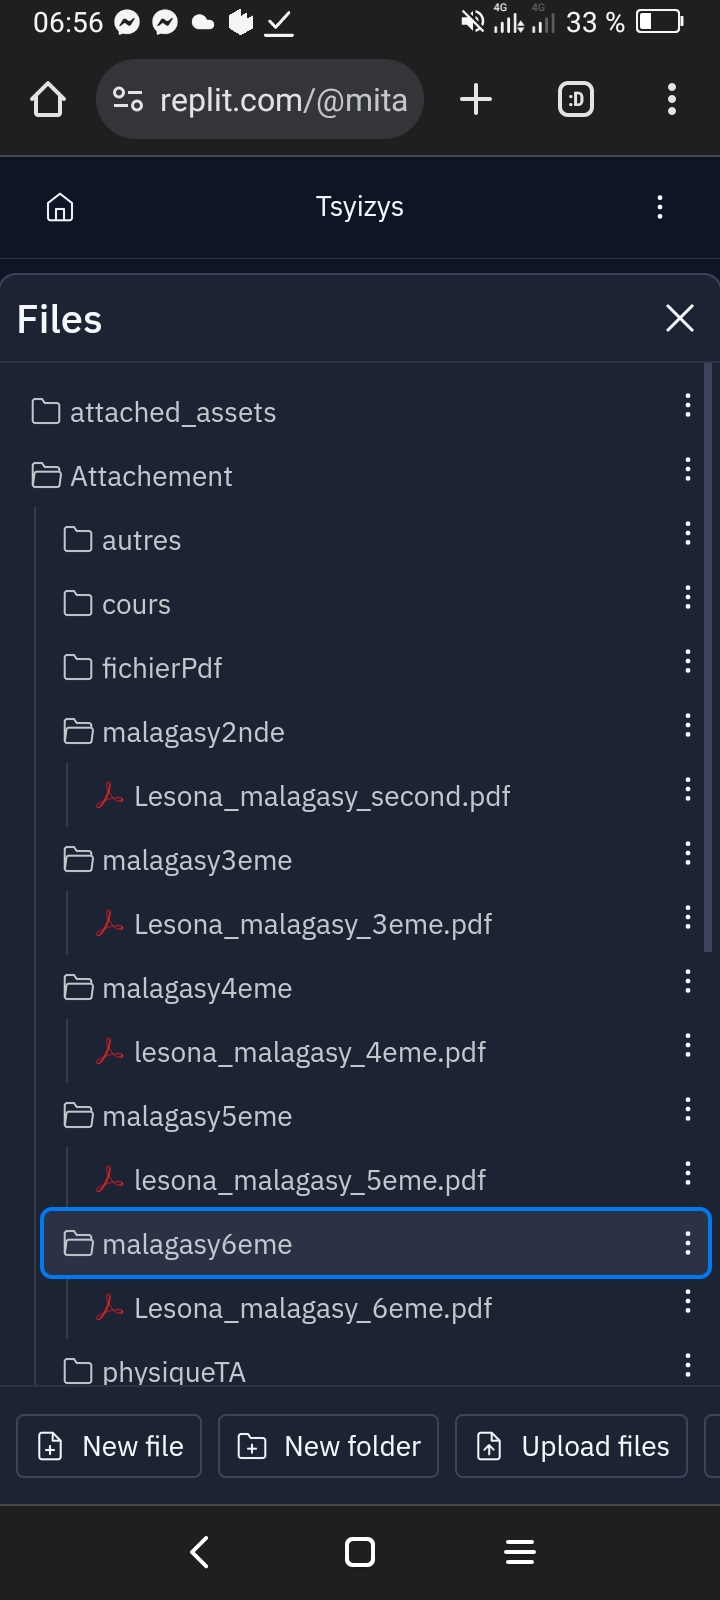 06:56
4G 4G 33 %
replit.com/@mita
:D
Tsyizys
Files
attached_assets
Attachement
autres
cours
fichierPdf
malagasy2nde
Lesona_malagasy_second.pdf
malagasy3eme
Lesona_malagasy_3eme.pdf
malagasy4eme
lesona_malagasy_4eme.pdf
malagasy5eme
lesona_malagasy_5eme.pdf
malagasy6eme
Lesona_malagasy_6eme.pdf
physiqueTA
New file New folder Upload files